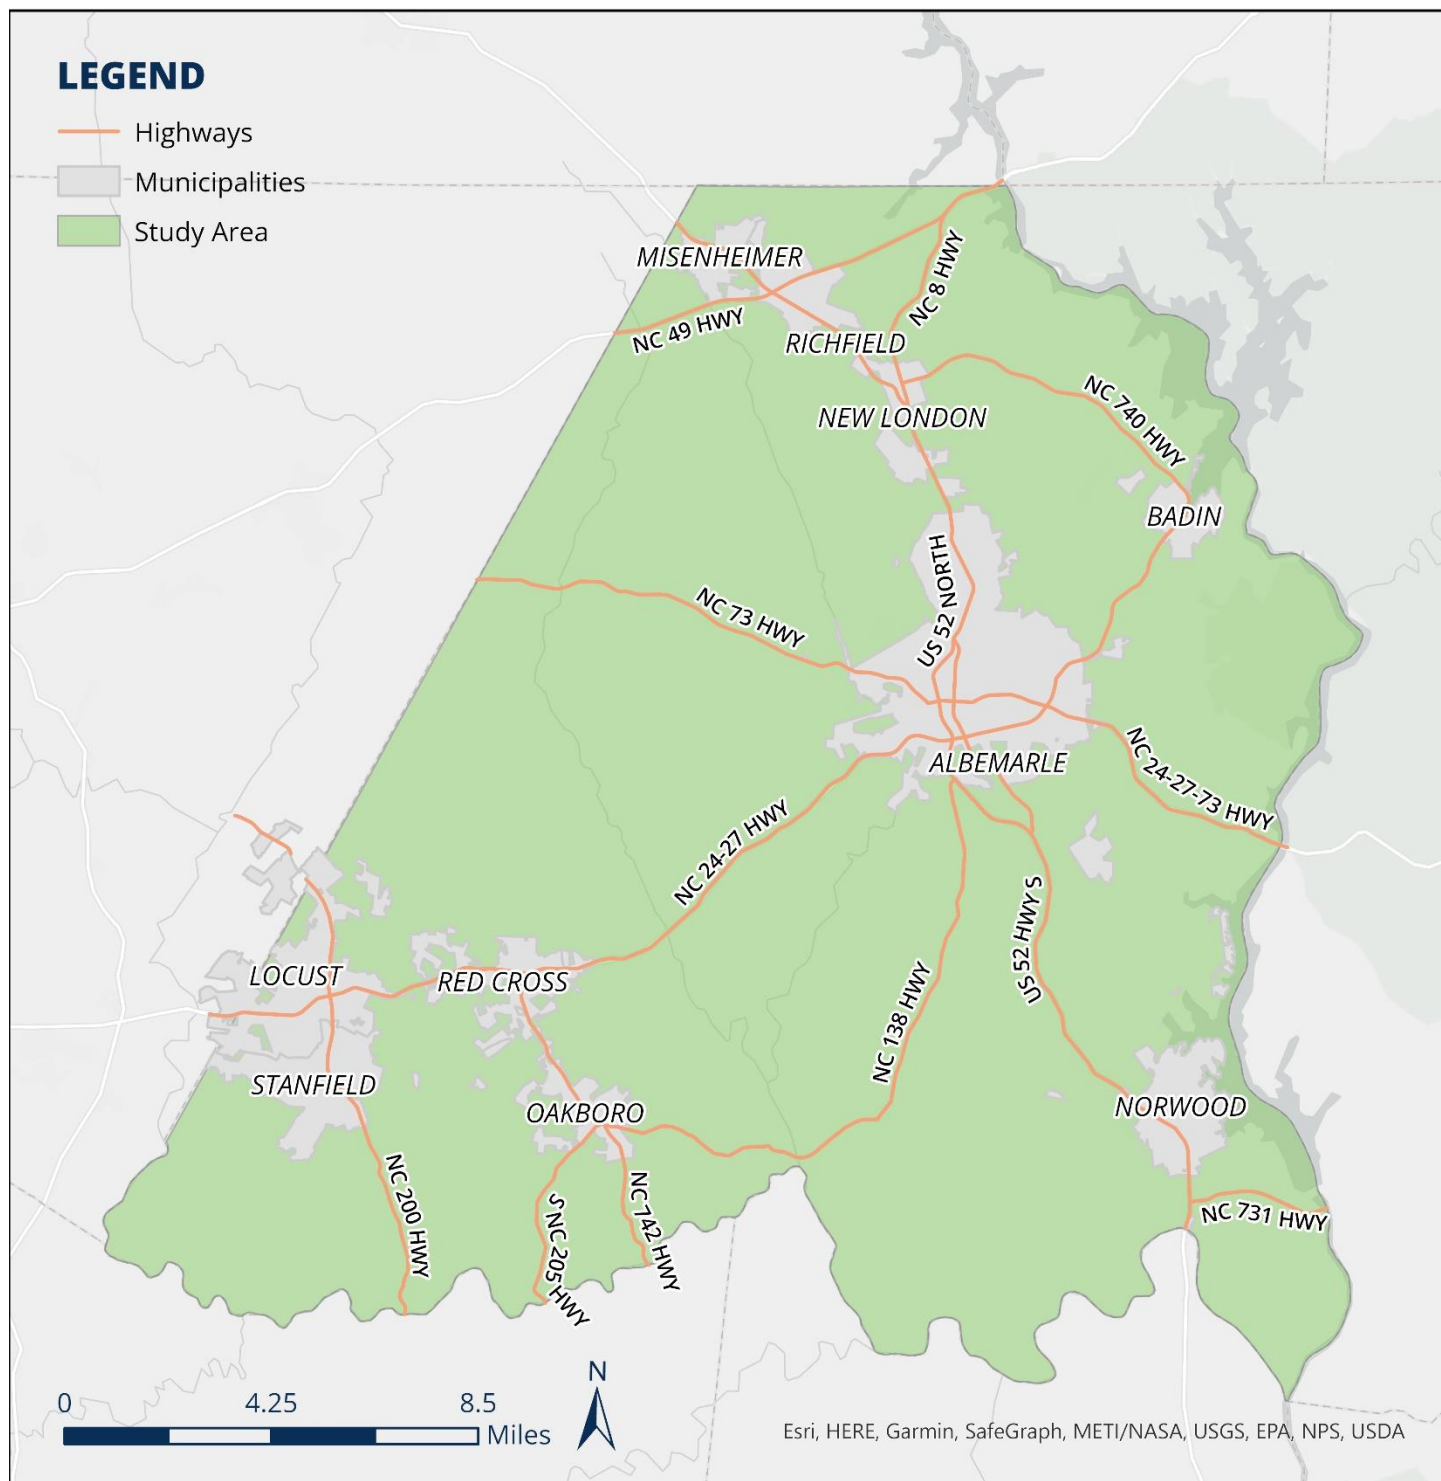 LEGEND
Highways
Municipalities
Study Area
MISENHEIMER
NC 8 HWY
NC 49 HWY
RICHFIELD
NC 740 HWY
NEW LONDON
BADIN
US 52 NORTH
NC 73 HWY
ALBEMARLE
NC 24-27-73 HWY
NC 24-27 HWY
US 52 HWY S
LOCUST
RED CROSS
NC 138 HWY
STANFIELD
OAKBORO
NORWOOD
NC 200 HWY
S NC 205 HWY
NC 742 HWY
NC 731 HWY
N
0 4.25 8.5
Miles
Esri, HERE, Garmin, SafeGraph, METI/NASA, USGS, EPA, NPS, USDA